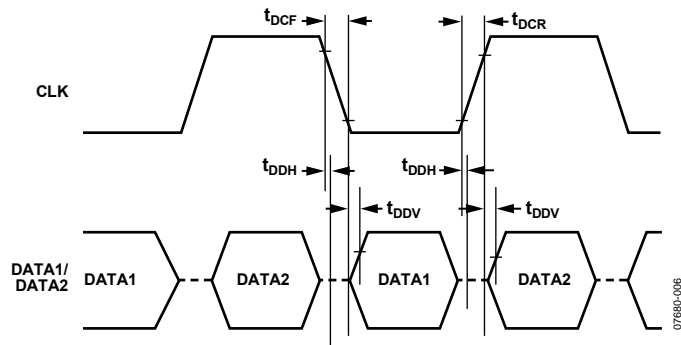 tDCF
tDCR
CLK
tDDH
tDDH
tDDV
tDDV
DATA1/
DATA2
DATA1
DATA2
DATA1
DATA2
07680-006